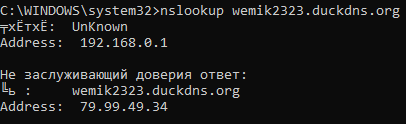 C:\WINDOWS\system32>nslookup wemik2323.duckdns.org
╤хЁтхЁ:  UnKnown
Address:  192.168.0.1
Не заслуживающий доверия ответ:
╚ь :     wemik2323.duckdns.org
Address:  79.99.49.34